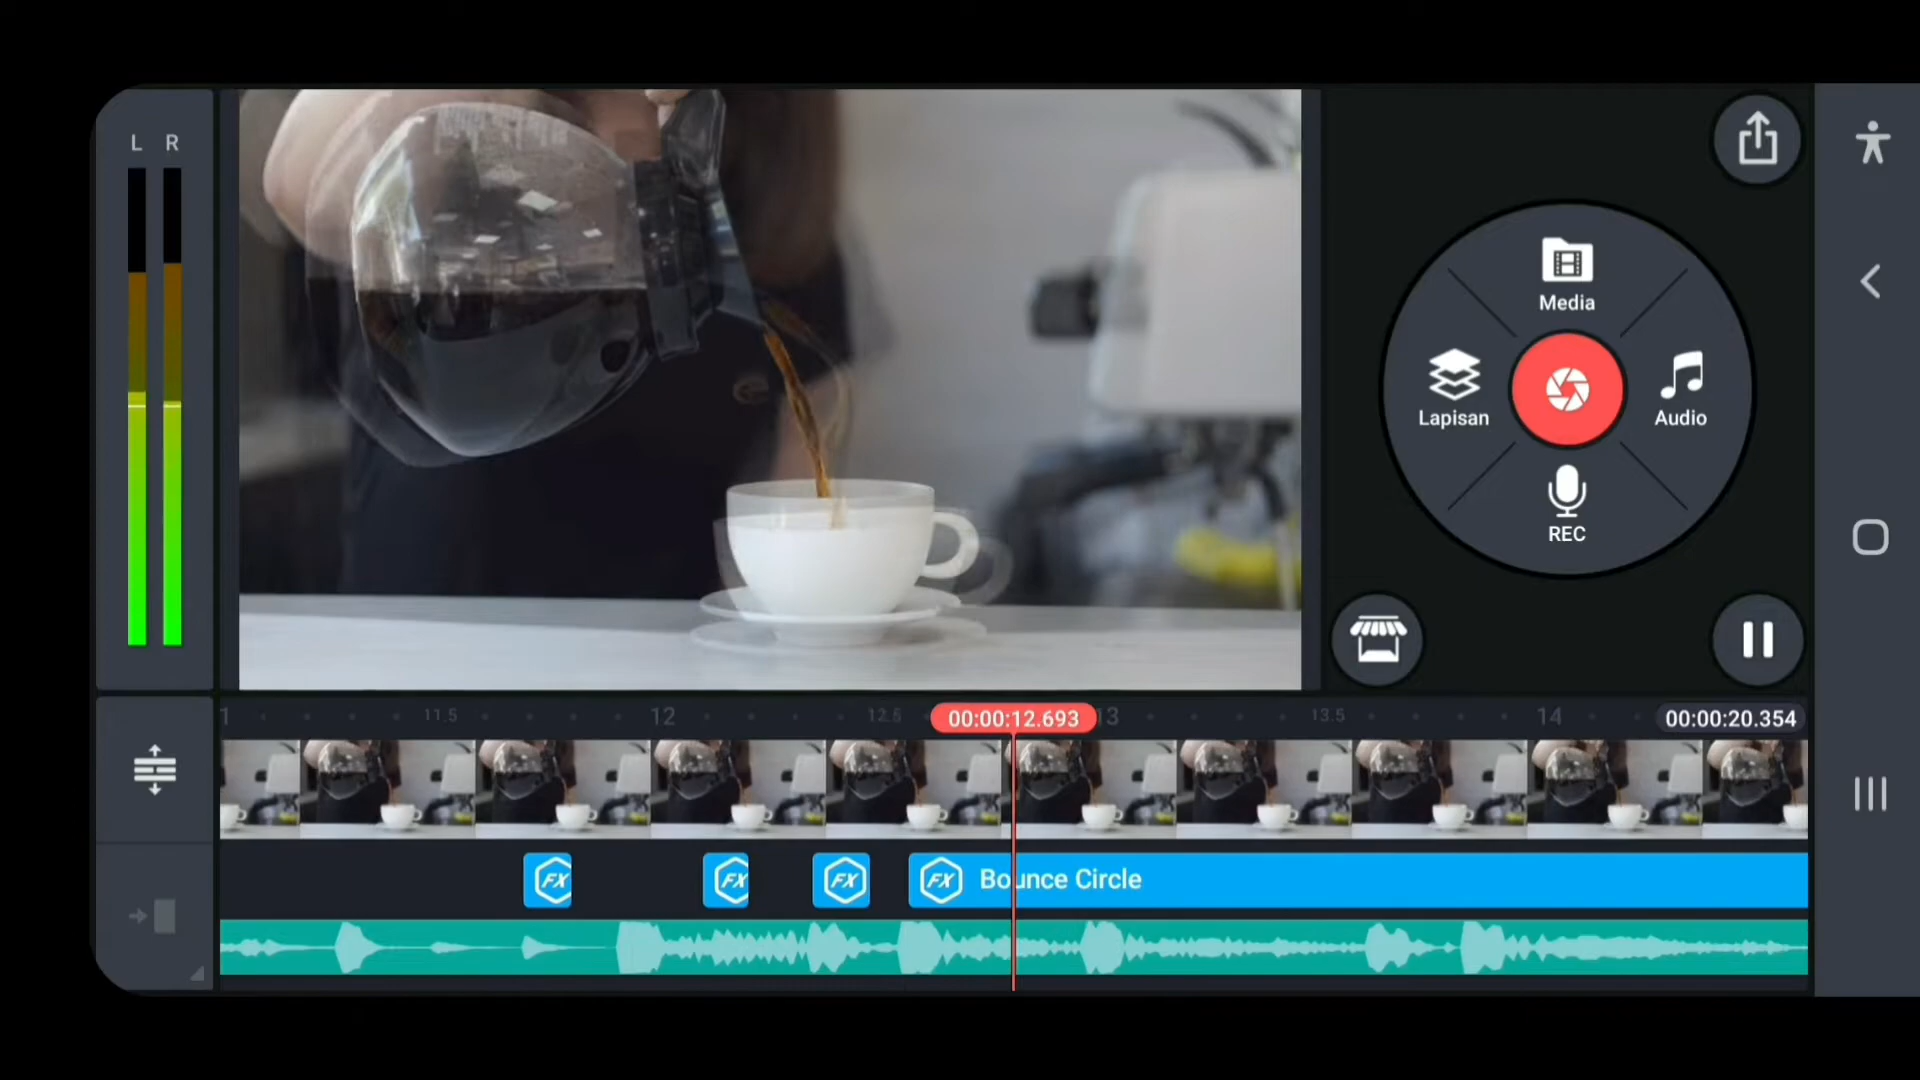 L R
Media
Lapisan
Audio
REC
11.5
12
12.5
00:00:12.693
13
13.5
14
00:00:20.354
FX
FX
FX
FX Bounce Circle